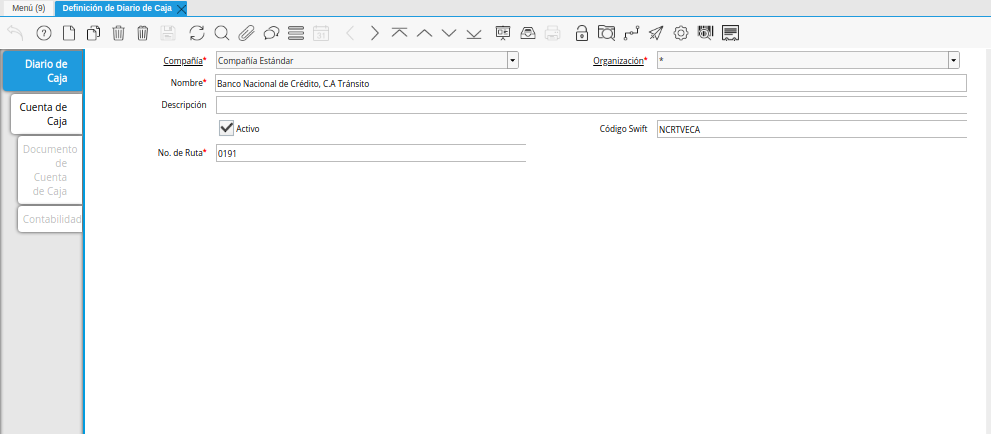 Menú (9)
Definición de Diario de Caja
Diario de
Caja
Cuenta de
Caja
Documento
de
Cuenta
de Caja
Contabilidad
Compañía*
Compañía Estándar
Organización*
*
Nombre*
Banco Nacional de Crédito, C.A Tránsito
Descripción
Activo
Código Swift
NCRTVECA
No. de Ruta*
0191